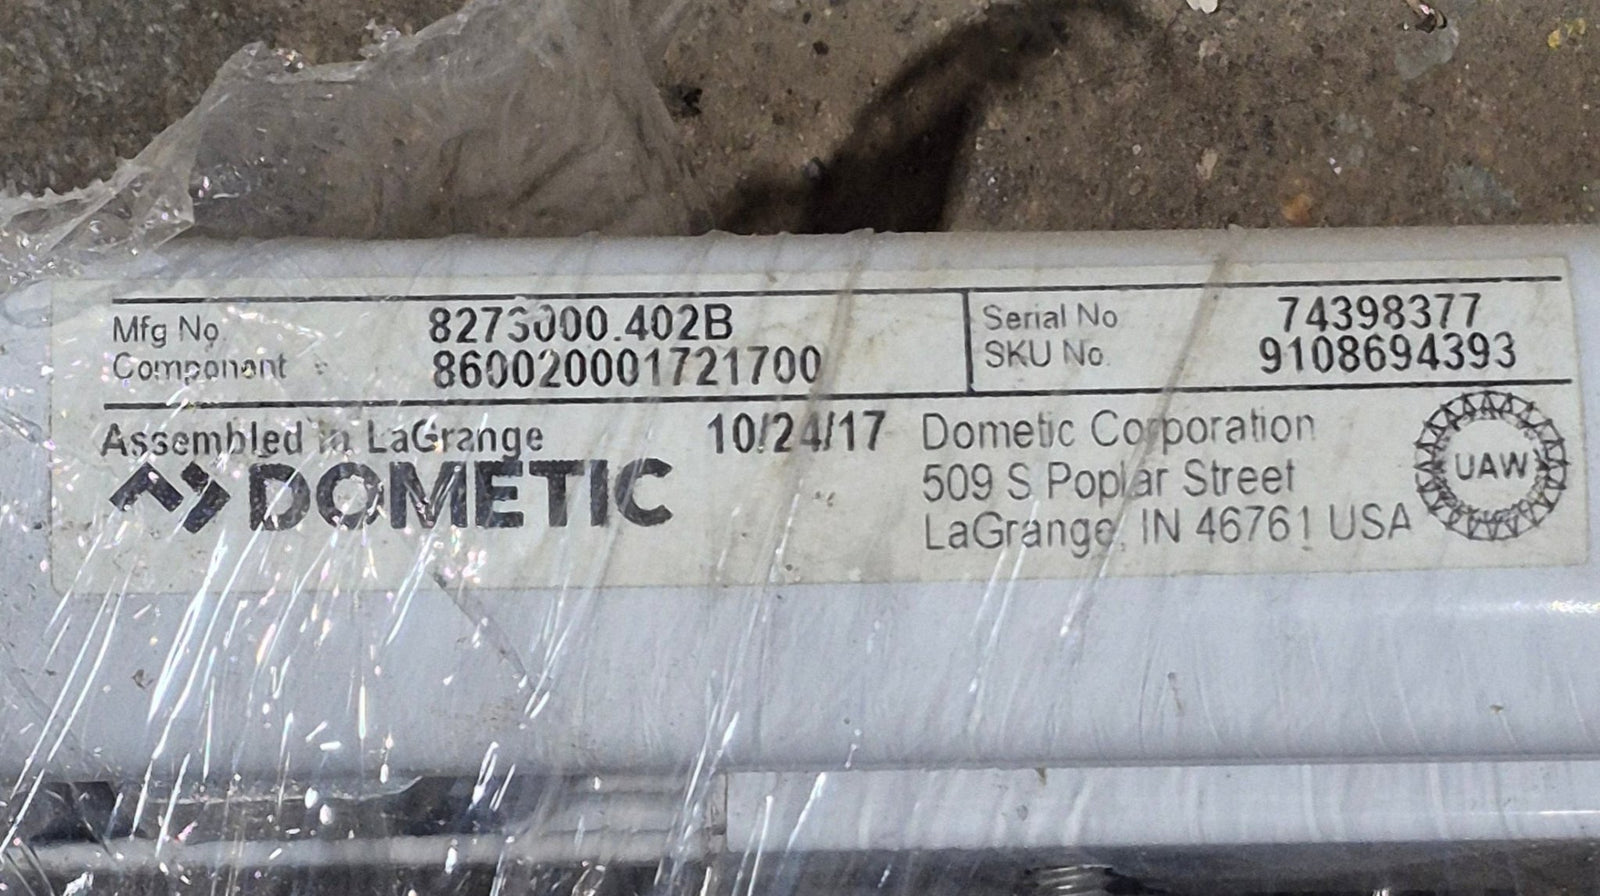 Mfg No. 8273000.402B
Component 860020001721700
Serial No 74398377
SKU No. 9108694393
Assembled in LaGrange 10/24/17
DOMETIC
Dometic Corporation
509 S Poplar Street
LaGrange, IN 46761 USA
UAW